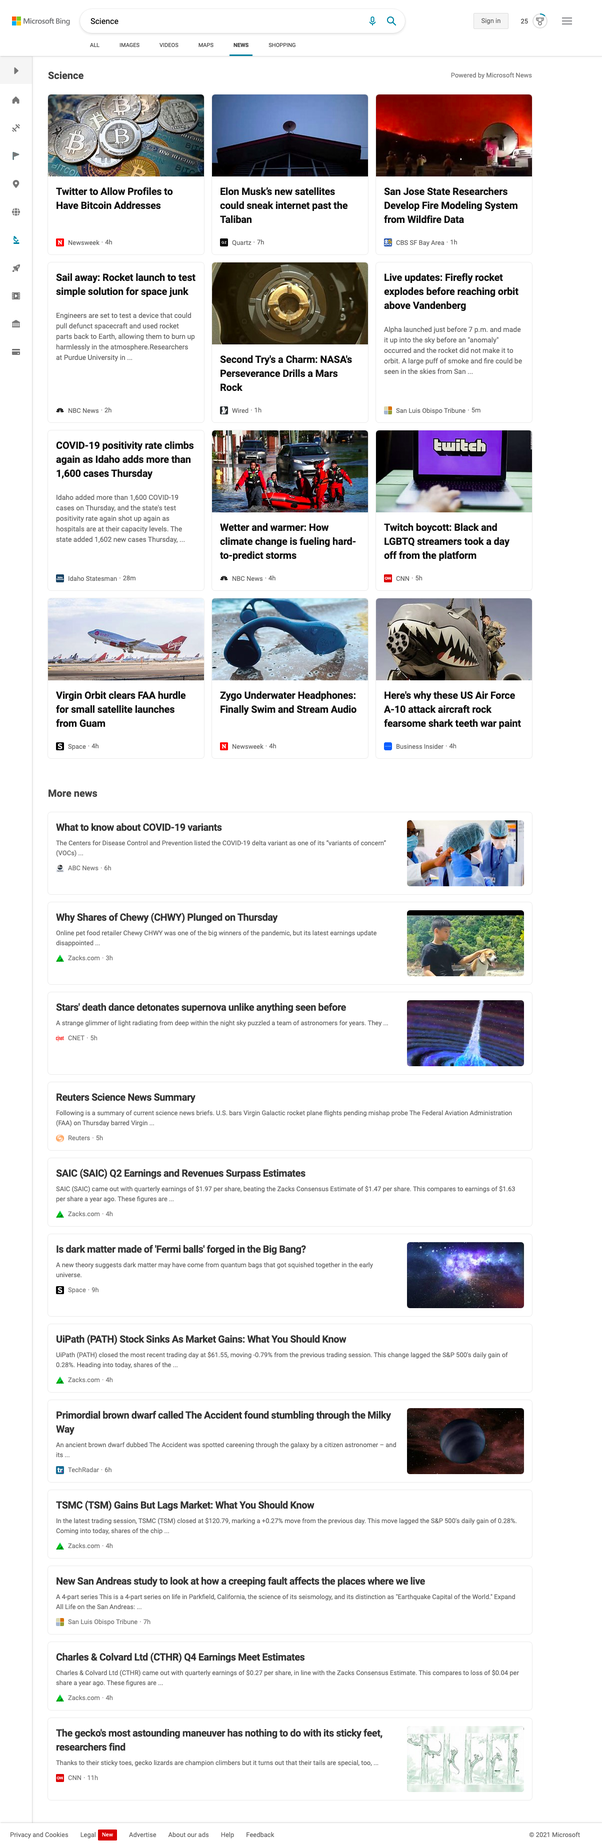 Microsoft Bing
Science
Sign in
25
ALL IMAGES VIDEOS MAPS NEWS SHOPPING
Science
Powered by Microsoft News
Twitter to Allow Profiles to
Have Bitcoin Addresses
Newsweek · 4h
Elon Musk's new satellites
could sneak internet past the
Taliban
Quartz · 7h
San Jose State Researchers
Develop Fire Modeling System
from Wildfire Data
CBS SF Bay Area · 1h
Sail away: Rocket launch to test
simple solution for space junk
Engineers are set to test a device that could
pull defunct spacecraft and used rocket
parts back to Earth, allowing them to burn up
harmlessly in the atmosphere.Researchers
at Purdue University in ...
NBC News · 2h
Second Try's a Charm: NASA's
Perseverance Drills a Mars
Rock
Wired · 1h
Live updates: Firefly rocket
explodes before reaching orbit
above Vandenberg
Alpha launched just before 7 p.m. and made
it up into the sky before an "anomaly"
occurred and the rocket did not make it to
orbit. A large puff of smoke and fire could be
seen in the skies from San ...
San Luis Obispo Tribune · 5m
COVID-19 positivity rate climbs
again as Idaho adds more than
1,600 cases Thursday
Idaho added more than 1,600 COVID-19
cases on Thursday, and the state's test
positivity rate again shot up again as
hospitals are at their capacity levels. The
state added 1,602 new cases Thursday, ...
Idaho Statesman · 28m
Wetter and warmer: How
climate change is fueling hard-
to-predict storms
NBC News · 4h
twitch
Twitch boycott: Black and
LGBTQ streamers took a day
off from the platform
CNN · 5h
Virgin Orbit clears FAA hurdle
for small satellite launches
from Guam
Space · 4h
Zygo Underwater Headphones:
Finally Swim and Stream Audio
Newsweek · 4h
Here's why these US Air Force
A-10 attack aircraft rock
fearsome shark teeth war paint
Business Insider · 4h
More news
What to know about COVID-19 variants
The Centers for Disease Control and Prevention listed the COVID-19 delta variant as one of its "variants of concern"
(VOCs) ...
ABC News · 6h
Why Shares of Chewy (CHWY) Plunged on Thursday
Online pet food retailer Chewy CHWY was one of the big winners of the pandemic, but its latest earnings update
disappointed ...
Zacks.com · 3h
Stars' death dance detonates supernova unlike anything seen before
A strange glimmer of light radiating from deep within the night sky puzzled a team of astronomers for years. They ...
CNET · 5h
Reuters Science News Summary
Following is a summary of current science news briefs. U.S. bars Virgin Galactic rocket plane flights pending mishap probe The Federal Aviation Administration
(FAA) on Thursday barred Virgin ...
Reuters · 5h
SAIC (SAIC) Q2 Earnings and Revenues Surpass Estimates
SAIC (SAIC) came out with quarterly earnings of $1.97 per share, beating the Zacks Consensus Estimate of $1.47 per share. This compares to earnings of $1.63
per share a year ago. These figures are ...
Zacks.com · 4h
Is dark matter made of 'Fermi balls' forged in the Big Bang?
A new theory suggests dark matter may have come from quantum bags that got squished together in the early
universe.
Space · 9h
UiPath (PATH) Stock Sinks As Market Gains: What You Should Know
UiPath (PATH) closed the most recent trading day at $61.55, moving -0.79% from the previous trading session. This change lagged the S&P 500's daily gain of
0.28%. Heading into today, shares of the ...
Zacks.com · 4h
Primordial brown dwarf called The Accident found stumbling through the Milky
Way
An ancient brown dwarf dubbed The Accident was spotted careening through the galaxy by a citizen astronomer – and
its ...
TechRadar · 6h
TSMC (TSM) Gains But Lags Market: What You Should Know
In the latest trading session, TSMC (TSM) closed at $120.79, marking a +0.27% move from the previous day. This move lagged the S&P 500's daily gain of 0.28%.
Coming into today, shares of the chip ...
Zacks.com · 4h
New San Andreas study to look at how a creeping fault affects the places where we live
A 4-part series This is a 4-part series on life in Parkfield, California, the science of its seismology, and its distinction as "Earthquake Capital of the World." Expand
All Life on the San Andreas: ...
San Luis Obispo Tribune · 7h
Charles & Colvard Ltd (CTHR) Q4 Earnings Meet Estimates
Charles & Colvard Ltd (CTHR) came out with quarterly earnings of $0.27 per share, in line with the Zacks Consensus Estimate. This compares to loss of $0.04 per
share a year ago. These figures are ...
Zacks.com · 4h
The gecko's most astounding maneuver has nothing to do with its sticky feet,
researchers find
Thanks to their sticky toes, gecko lizards are champion climbers but it turns out that their tails are special, too, ...
CNN · 11h
Privacy and Cookies Legal New Advertise About our ads Help Feedback © 2021 Microsoft